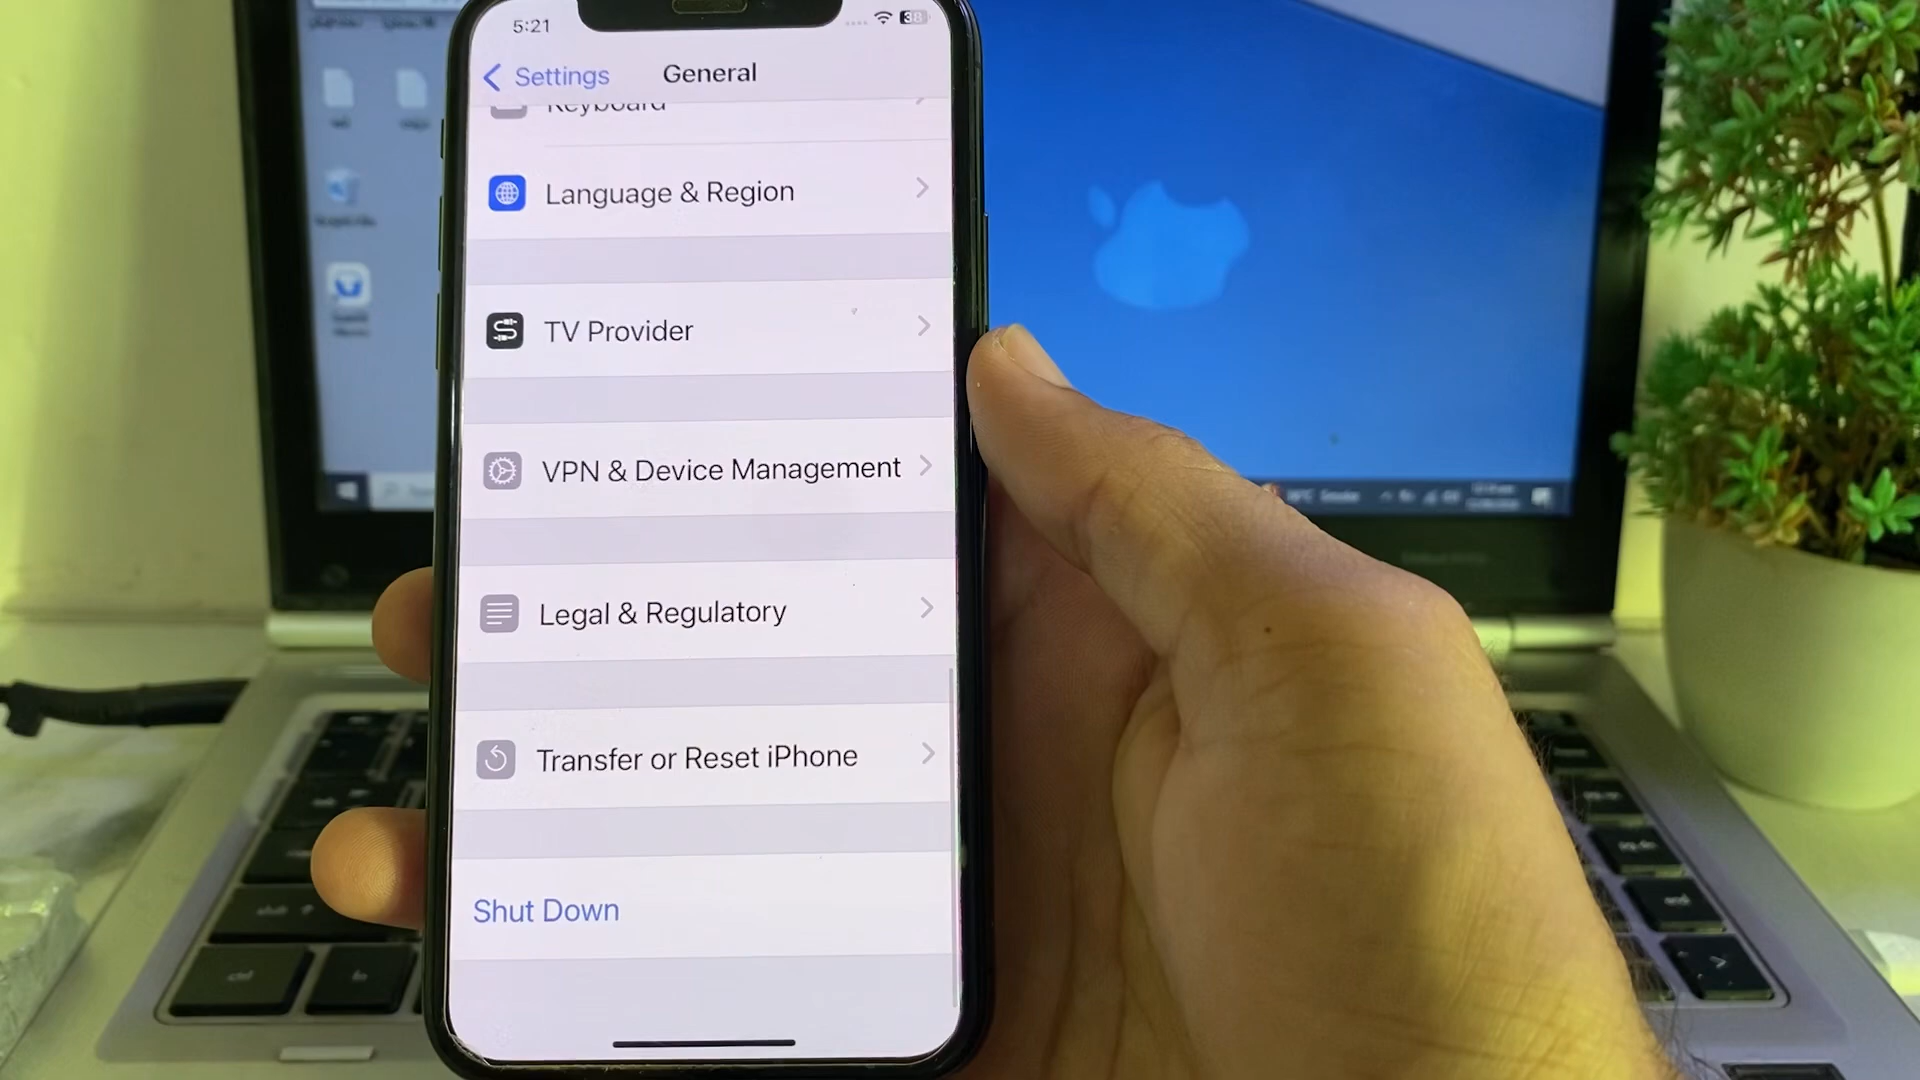 5:21
38
Settings
General
Keyboard
Language & Region
TV Provider
VPN & Device Management
Legal & Regulatory
Transfer or Reset iPhone
Shut Down